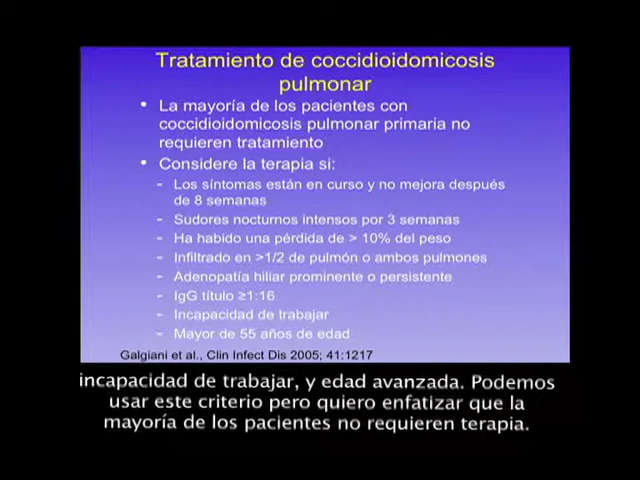 Tratamiento de coccidioidomicosis
pulmonar
• La mayoría de los pacientes con
coccidioidomicosis pulmonar primaria no
requieren tratamiento
• Considere la terapia si:
- Los síntomas están en curso y no mejora después
de 8 semanas
- Sudores nocturnos intensos por 3 semanas
- Ha habido una pérdida de > 10% del peso
- Infiltrado en >1/2 de pulmón o ambos pulmones
- Adenopatía hiliar prominente o persistente
- IgG título ≥1:16
- Incapacidad de trabajar
- Mayor de 55 años de edad
Galgiani et al., Clin Infect Dis 2005; 41:1217
incapacidad de trabajar, y edad avanzada. Podemos
usar este criterio pero quiero enfatizar que la
mayoría de los pacientes no requieren terapia.